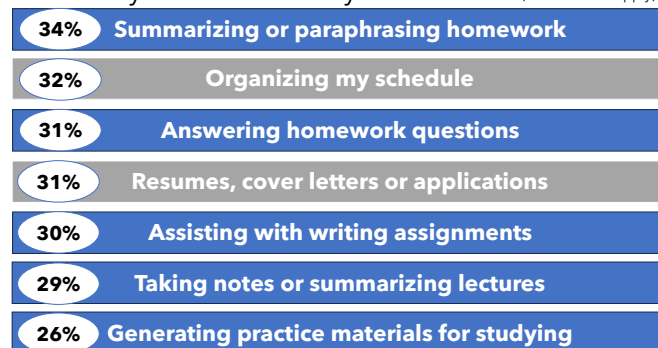 34% Summarizing or paraphrasing homework
32% Organizing my schedule
31% Answering homework questions
31% Resumes, cover letters or applications
30% Assisting with writing assignments
29% Taking notes or summarizing lectures
26% Generating practice materials for studying